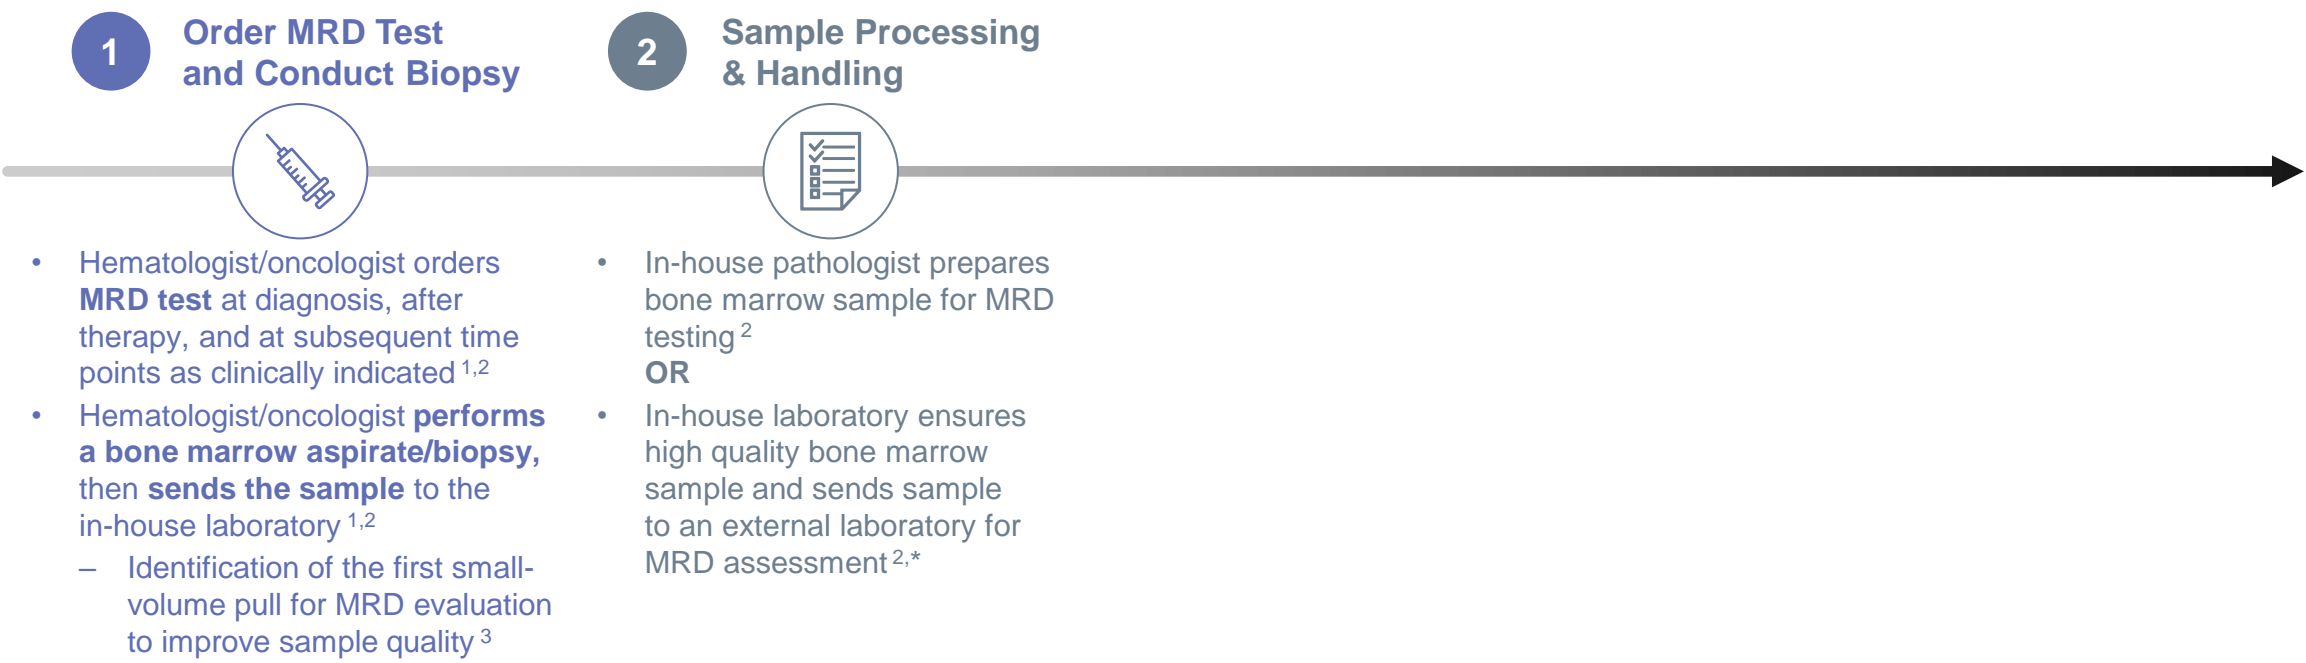 1
Order MRD Test
and Conduct Biopsy
• Hematologist/oncologist orders
MRD test at diagnosis, after
therapy, and at subsequent time
points as clinically indicated 1,2
• Hematologist/oncologist performs
a bone marrow aspirate/biopsy,
then sends the sample to the
in-house laboratory 1,2
– Identification of the first small-
volume pull for MRD evaluation
to improve sample quality 3
2
Sample Processing
& Handling
• In-house pathologist prepares
bone marrow sample for MRD
testing 2
OR
• In-house laboratory ensures
high quality bone marrow
sample and sends sample
to an external laboratory for
MRD assessment 2,*